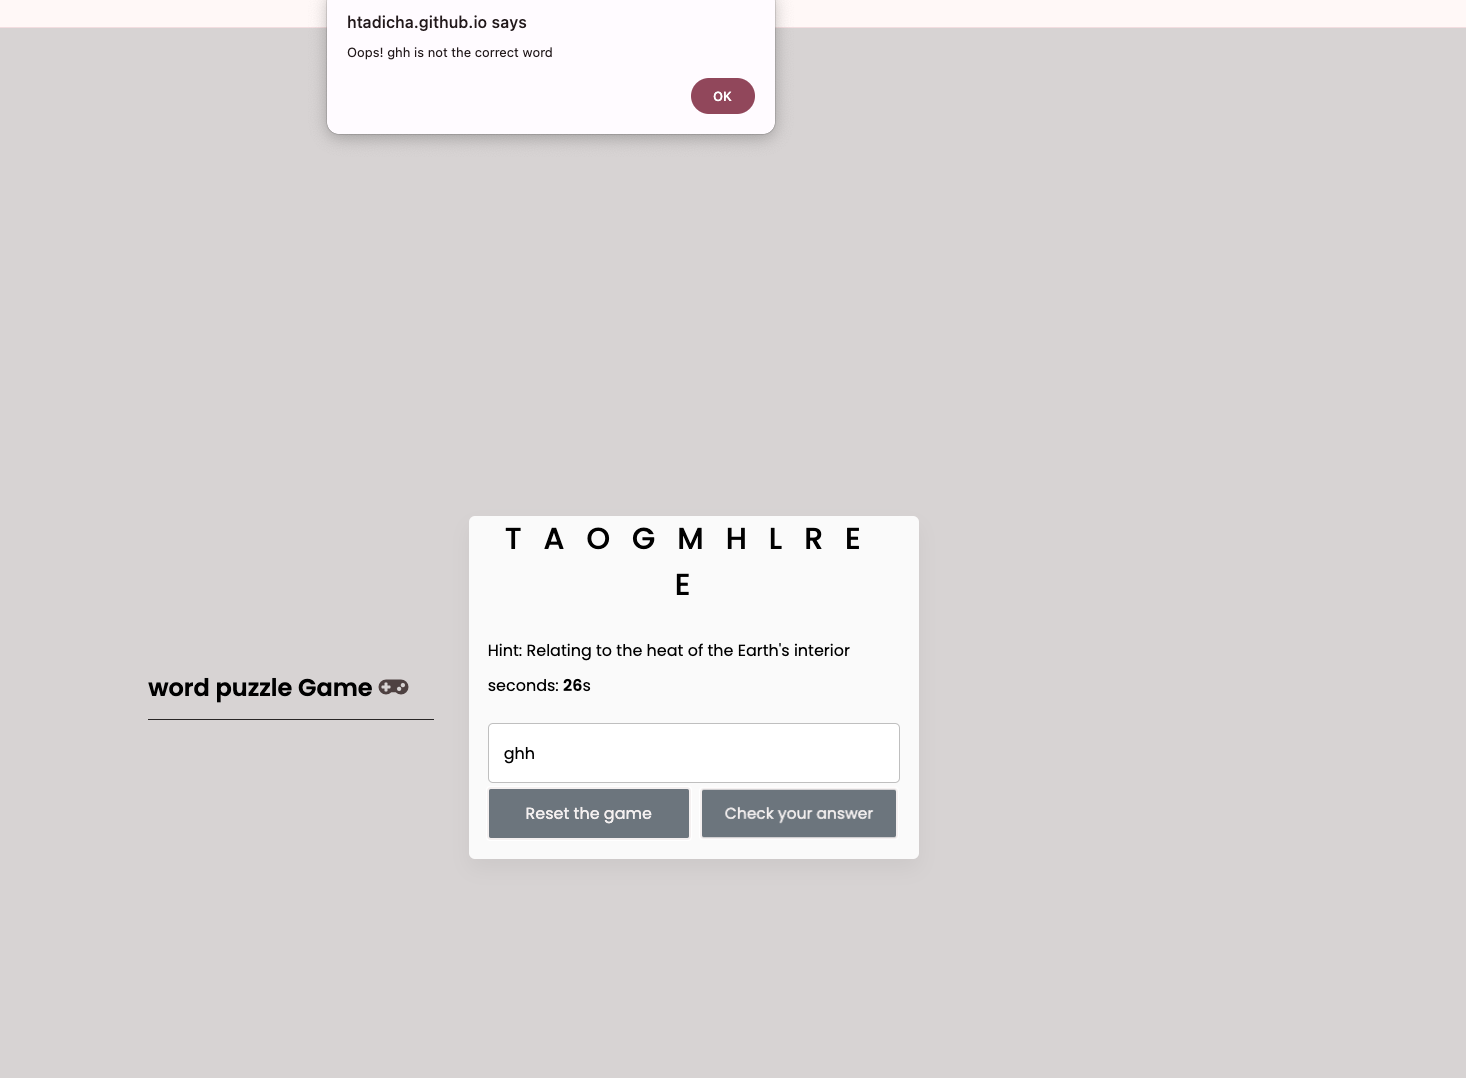 htadicha.github.io says
Oops! ghh is not the correct word
OK
T A O G M H L R E
E
Hint: Relating to the heat of the Earth's interior
seconds: 26s
word puzzle Game
ghh
Reset the game
Check your answer